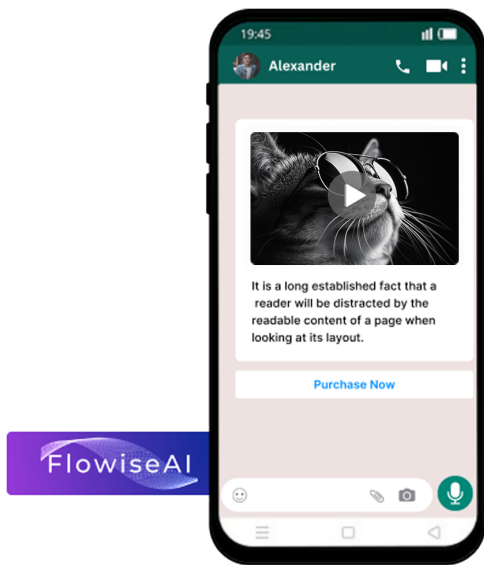 19:45
Alexander
It is a long established fact that a
reader will be distracted by the
readable content of a page when
looking at its layout.
Purchase Now
FlowiseAI